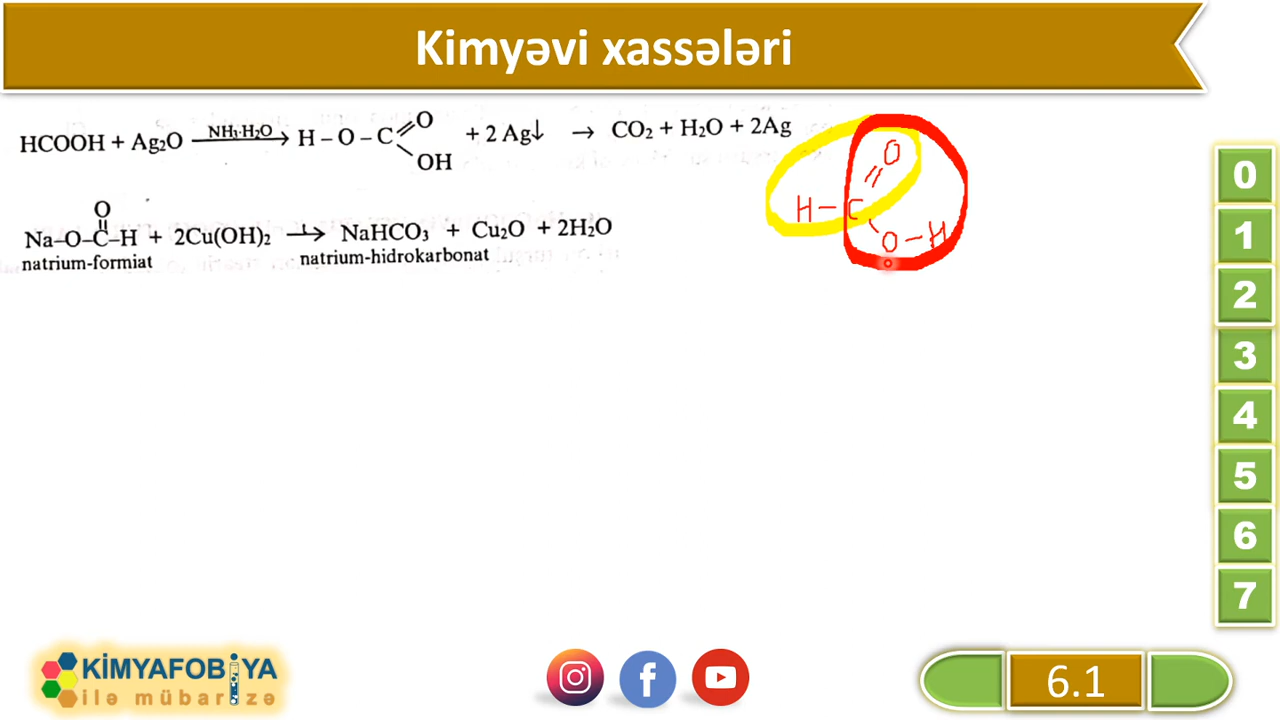 Kimyəvi xassələri
HCOOH + Ag₂O NH₃·H₂O → H – O – C O OH + 2 Ag↓ → CO₂ + H₂O + 2Ag
H – C = O O – H
O
Na–O–C–H + 2Cu(OH)₂ t → NaHCO₃ + Cu₂O + 2H₂O
natrium-formiat natrium-hidrokarbonat
0
1
2
3
4
5
6
7
KİMYAFOBİYA
ilə mübarizə
6.1